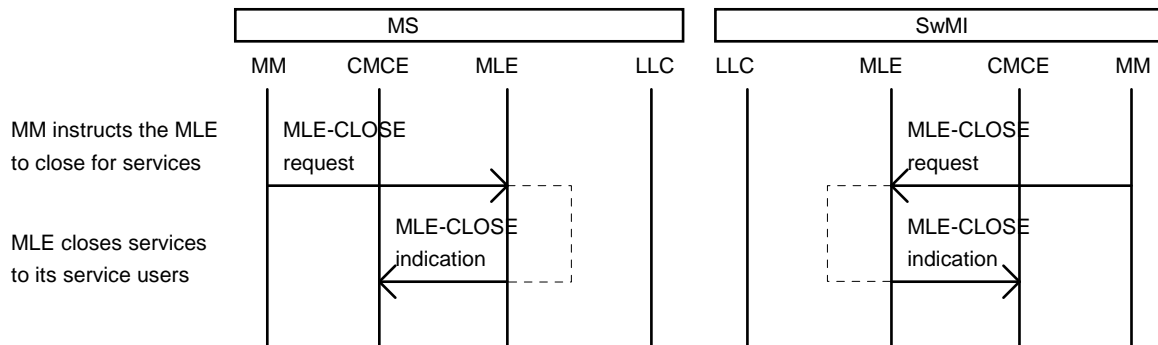 MS SwMI
MM CMCE MLE LLC LLC MLE CMCE MM
MM instructs the MLE MLE-CLOSE MLE-CLOSE
to close for services request request
MLE closes services MLE-CLOSE MLE-CLOSE
to its service users indication indication